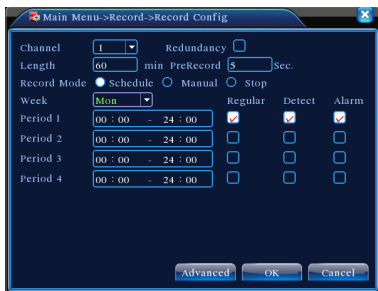 Main Menu->Record->Record Config
Channel 1 Redundancy
Length 60 min PreRecord 5 Sec.
Record Mode Schedule Manual Stop
Week Mon Regular Detect Alarm
Period 1 00 : 00 - 24 : 00
Period 2 00 : 00 - 24 : 00
Period 3 00 : 00 - 24 : 00
Period 4 00 : 00 - 24 : 00
Advanced OK Cancel